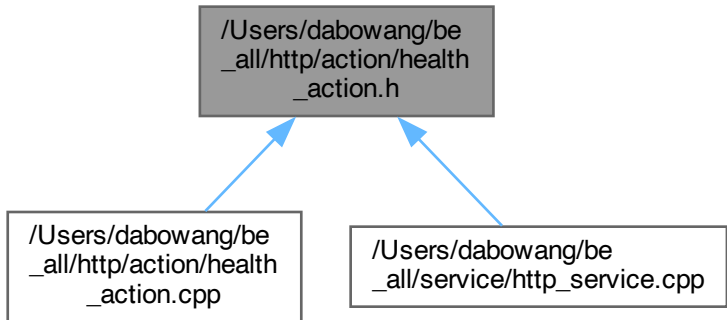 /Users/dabowang/be
_all/http/action/health
_action.h
/Users/dabowang/be
_all/http/action/health
_action.cpp
/Users/dabowang/be
_all/service/http_service.cpp